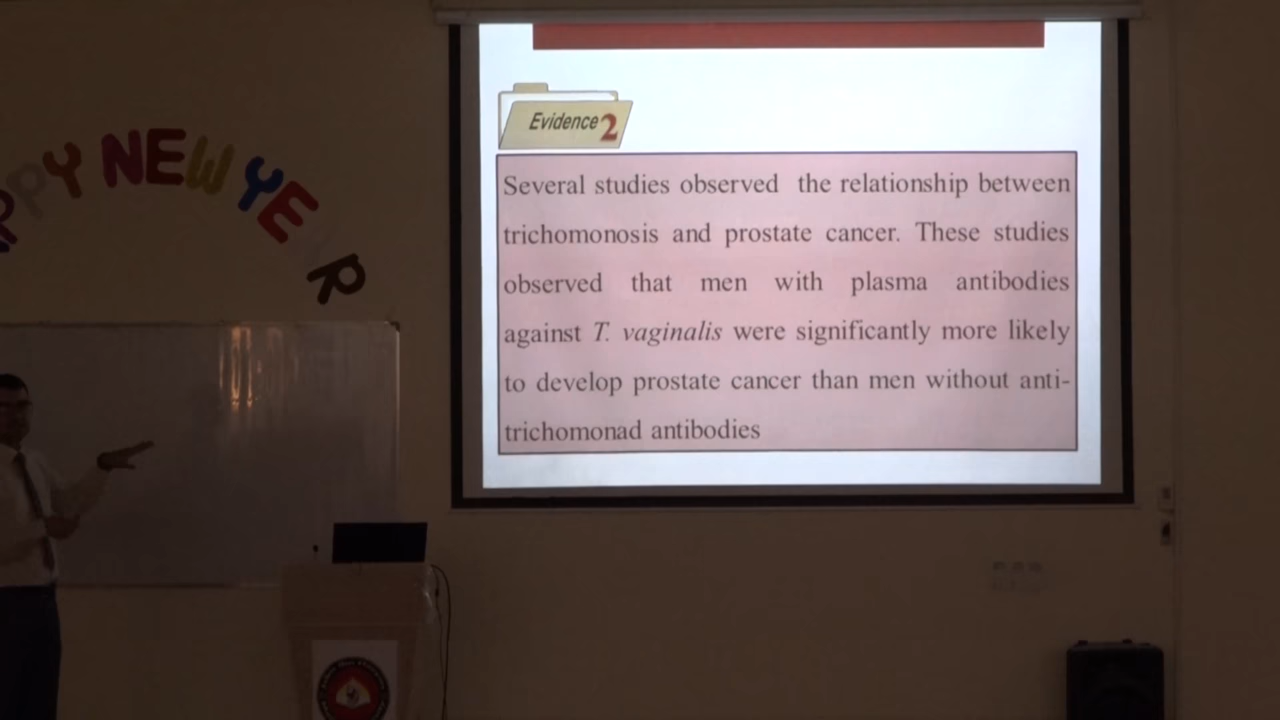 PPY NEW YE R
Evidence 2
Several studies observed the relationship between
trichomonosis and prostate cancer. These studies
observed that men with plasma antibodies
against T. vaginalis were significantly more likely
to develop prostate cancer than men without anti-
trichomonad antibodies